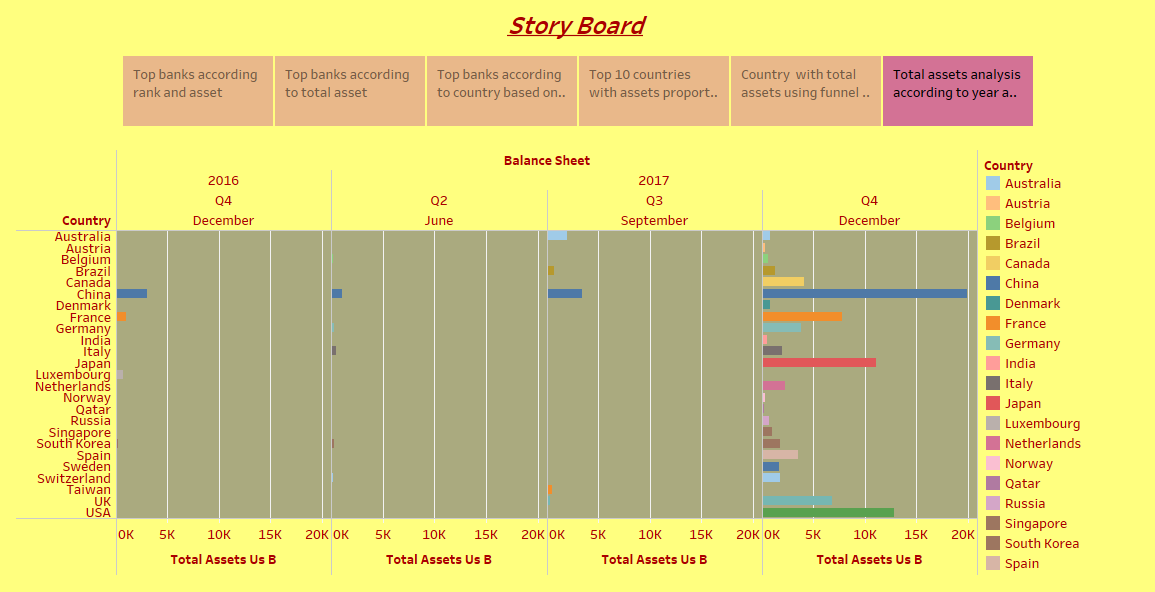 Story Board
Top banks according
rank and asset
Top banks according
to total asset
Top banks according
to country based on..
Top 10 countries
with assets proport..
Country with total
assets using funnel ..
Total assets analysis
according to year a..
Balance Sheet
2016 2017
Q4 Q2 Q3 Q4
Country December June September December
Australia
Austria
Belgium
Brazil
Canada
China
Denmark
France
Germany
India
Italy
Japan
Luxembourg
Netherlands
Norway
Qatar
Russia
Singapore
South Korea
Spain
Sweden
Switzerland
Taiwan
UK
USA
0K 5K 10K 15K 20K 0K 5K 10K 15K 20K 0K 5K 10K 15K 20K 0K 5K 10K 15K 20K
Total Assets Us B Total Assets Us B Total Assets Us B Total Assets Us B
Country
Australia
Austria
Belgium
Brazil
Canada
China
Denmark
France
Germany
India
Italy
Japan
Luxembourg
Netherlands
Norway
Qatar
Russia
Singapore
South Korea
Spain